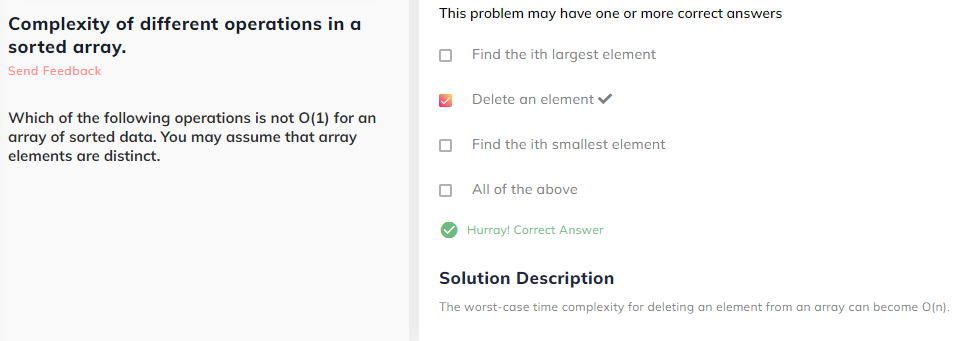 Complexity of different operations in a
sorted array.
Send Feedback
Which of the following operations is not O(1) for an
array of sorted data. You may assume that array
elements are distinct.
This problem may have one or more correct answers
Find the ith largest element
Delete an element
Find the ith smallest element
All of the above
Hurray! Correct Answer
Solution Description
The worst-case time complexity for deleting an element from an array can become O(n).